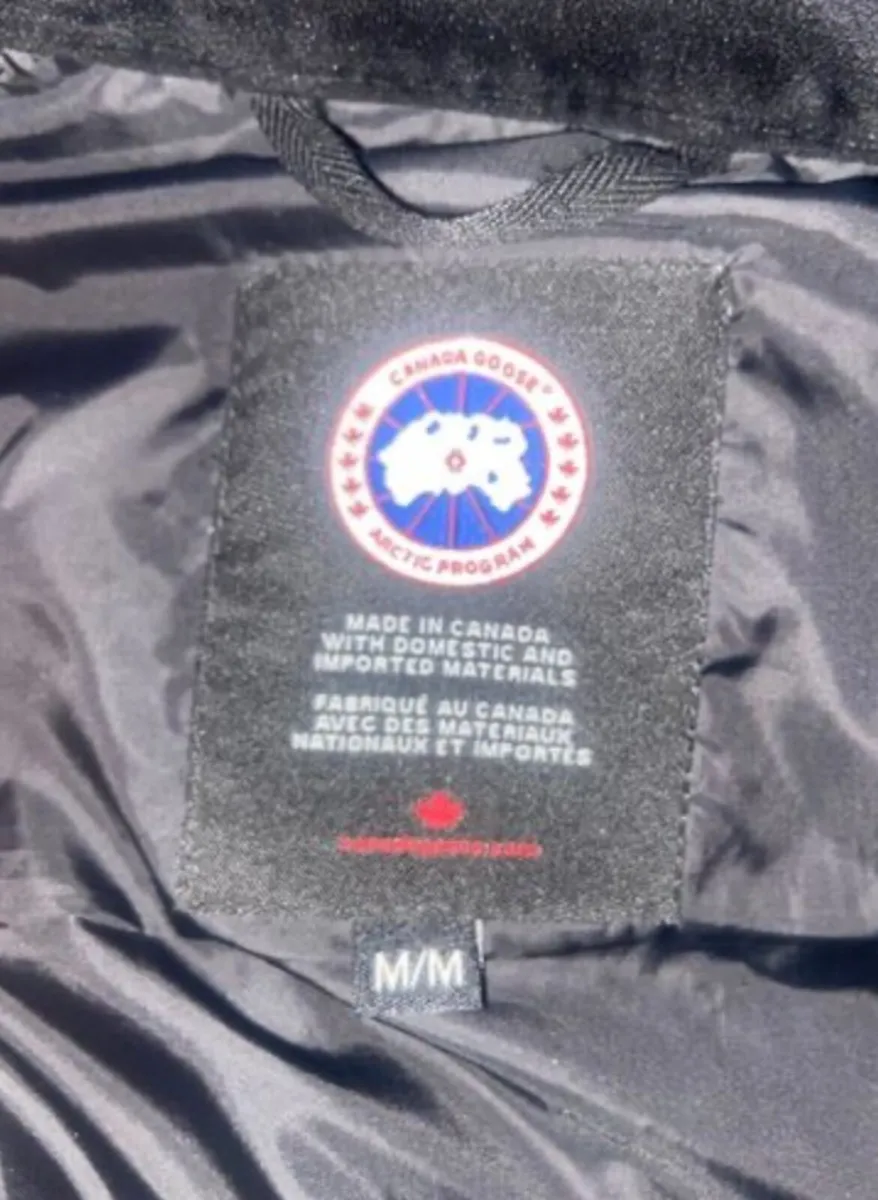 CANADA GOOSE®
ARCTIC PROGRAM
MADE IN CANADA
WITH DOMESTIC AND
IMPORTED MATERIALS
FABRIQUÉ AU CANADA
AVEC DES MATERIAUX
NATIONAUX ET IMPORTÉS
M/M